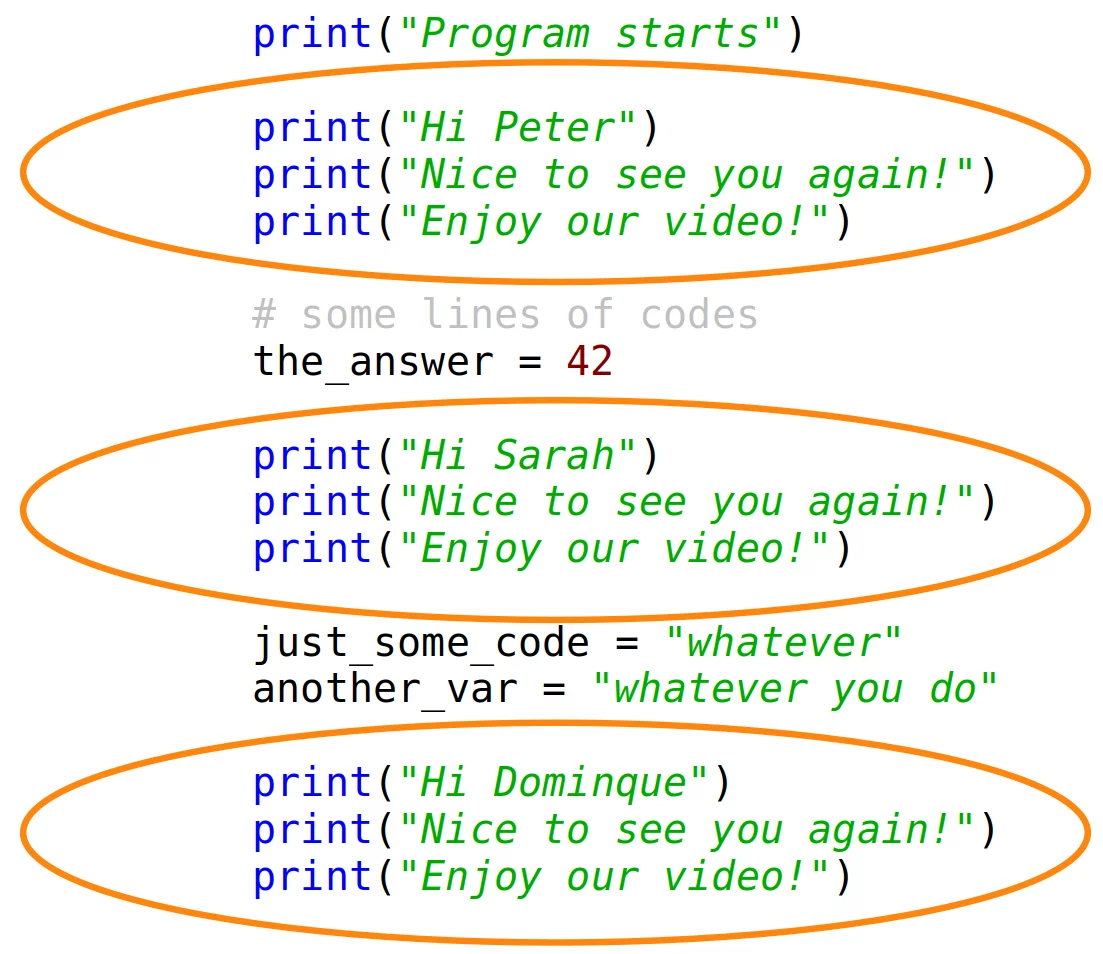 print("Program starts")
print("Hi Peter")
print("Nice to see you again!")
print("Enjoy our video!")
# some lines of codes
the_answer = 42
print("Hi Sarah")
print("Nice to see you again!")
print("Enjoy our video!")
just_some_code = "whatever"
another_var = "whatever you do"
print("Hi Dominque")
print("Nice to see you again!")
print("Enjoy our video!")